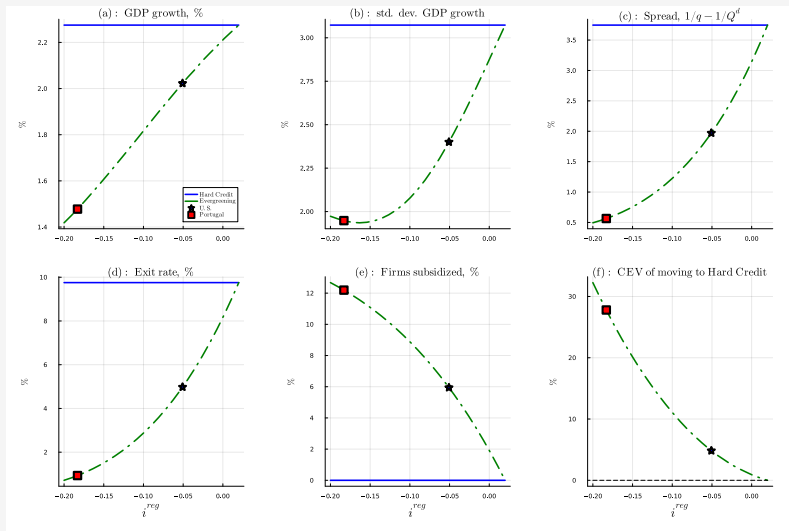 (a): GDP growth, %
(b): std. dev. GDP growth
(c): Spread, 1/q − 1/Q^d
%
2.2
2.0
1.8
1.6
1.4
−0.20 −0.15 −0.10 −0.05 0.00
Hard Credit
Evergreening
U.S.
Portugal
%
3.00
2.75
2.50
2.25
2.00
−0.20 −0.15 −0.10 −0.05 0.00
%
3.5
3.0
2.5
2.0
1.5
1.0
0.5
−0.20 −0.15 −0.10 −0.05 0.00
(d): Exit rate, %
(e): Firms subsidized, %
(f): CEV of moving to Hard Credit
%
10
8
6
4
2
−0.20 −0.15 −0.10 −0.05 0.00
i^reg
%
12
10
8
6
4
2
0
−0.20 −0.15 −0.10 −0.05 0.00
i^reg
%
30
20
10
0
−0.20 −0.15 −0.10 −0.05 0.00
i^reg